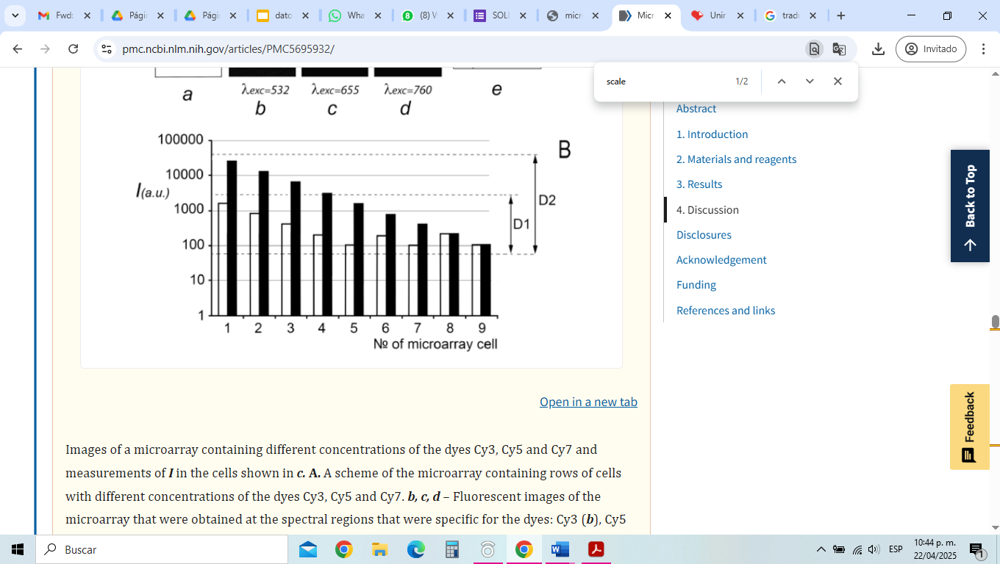 Fwd:
Pági
Pági
dato
Wha
(8) V
SOLI
micr
Micr
Unir
tradu
pmc.ncbi.nlm.nih.gov/articles/PMC5695932/
Invitado
scale 1/2
a
λexc=532 λexc=655 λexc=760
b c d
e
B
100000
10000
I(a.u.)
1000
100
10
1
D2
D1
1 2 3 4 5 6 7 8 9
№ of microarray cell
Open in a new tab
Images of a microarray containing different concentrations of the dyes Cy3, Cy5 and Cy7 and
measurements of I in the cells shown in c. A. A scheme of the microarray containing rows of cells
with different concentrations of the dyes Cy3, Cy5 and Cy7. b, c, d – Fluorescent images of the
microarray that were obtained at the spectral regions that were specific for the dyes: Cy3 (b), Cy5
Abstract
1. Introduction
2. Materials and reagents
3. Results
4. Discussion
Disclosures
Acknowledgement
Funding
References and links
Back to Top
Feedback
Buscar
ESP
10:44 p. m.
22/04/2025
1